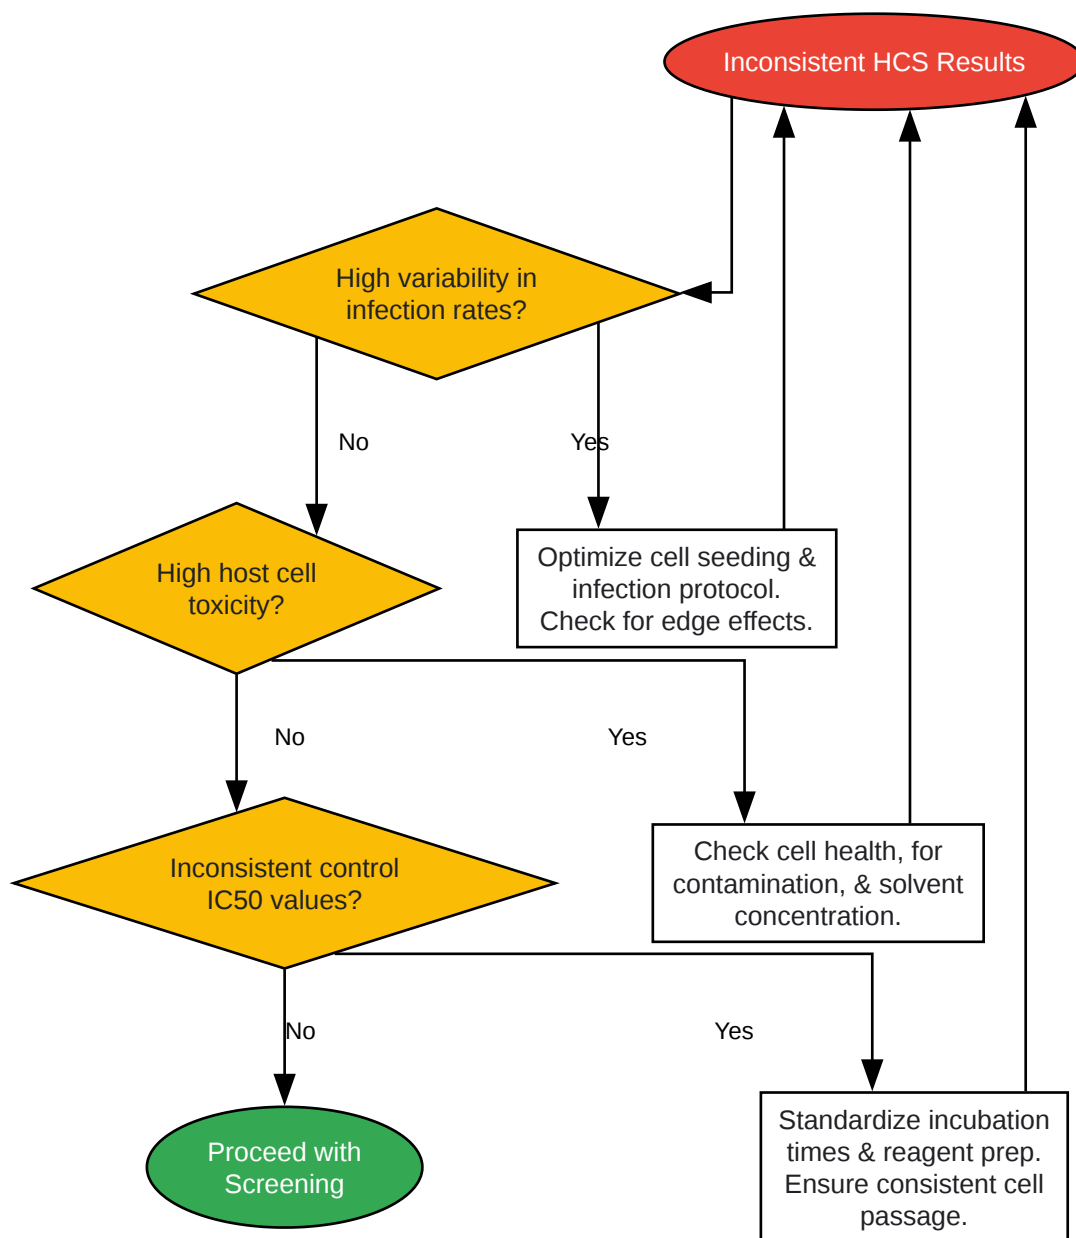 Inconsistent HCS Results
High variability in
infection rates?
No
Yes
High host cell
toxicity?
Optimize cell seeding &
infection protocol.
Check for edge effects.
No
Yes
Inconsistent control
IC50 values?
Check cell health, for
contamination, & solvent
concentration.
No
Yes
Proceed with
Screening
Standardize incubation
times & reagent prep.
Ensure consistent cell
passage.